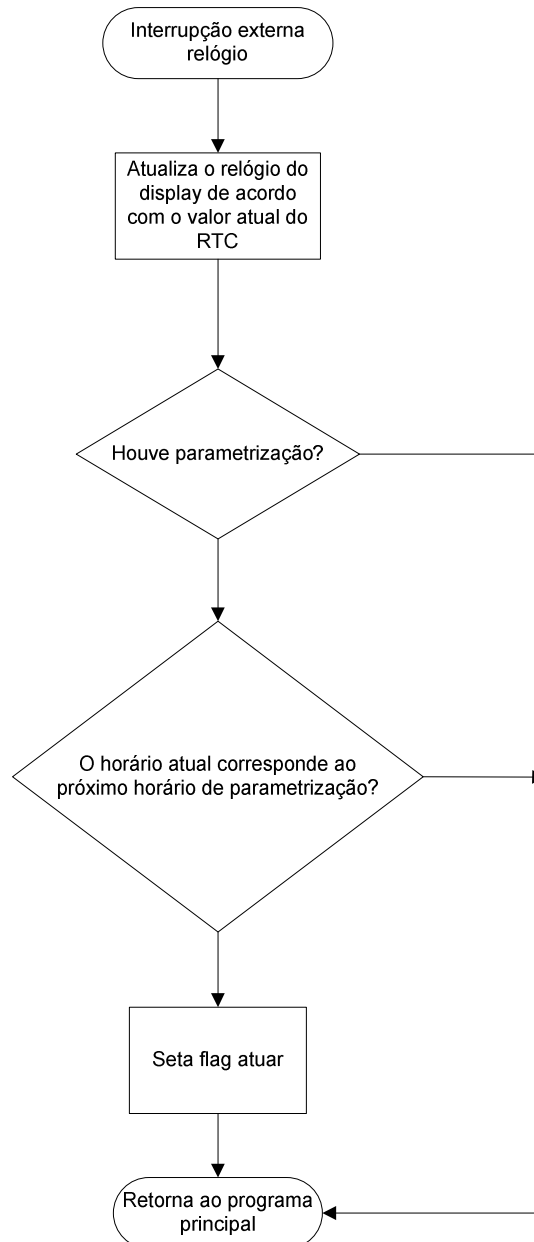 Interrupção externa
relógio
Atualiza o relógio do
display de acordo
com o valor atual do
RTC
Houve parametrização?
O horário atual corresponde ao
próximo horário de parametrização?
Seta flag atuar
Retorna ao programa
principal